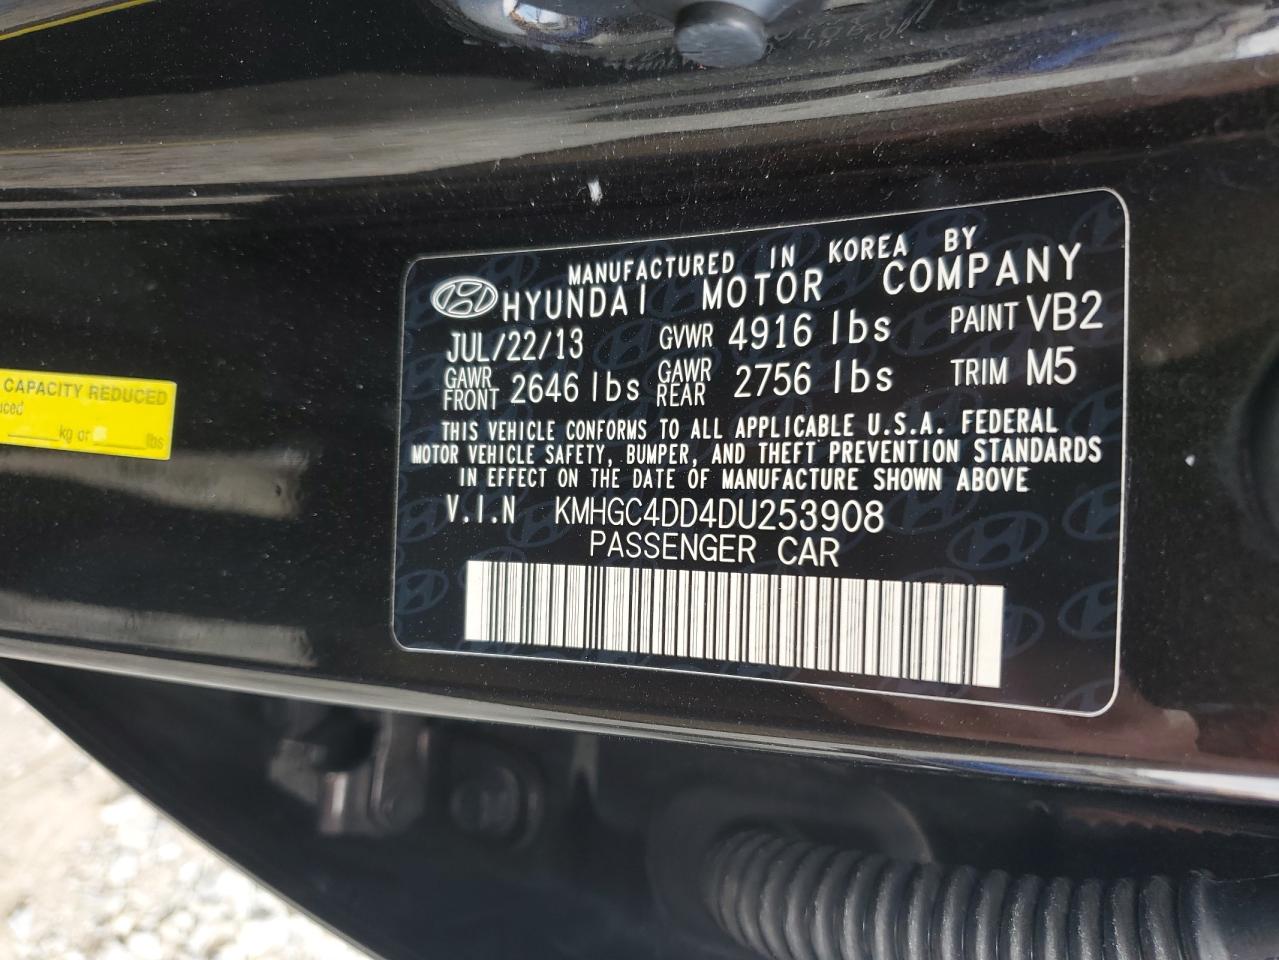 CAPACITY REDUCED
uced
kg or lbs
MANUFACTURED IN KOREA BY
HYUNDAI MOTOR COMPANY
JUL/22/13 GVWR 4916 lbs PAINT VB2
GAWR FRONT 2646 lbs GAWR REAR 2756 lbs TRIM M5
THIS VEHICLE CONFORMS TO ALL APPLICABLE U.S.A. FEDERAL
MOTOR VEHICLE SAFETY, BUMPER, AND THEFT PREVENTION STANDARDS
IN EFFECT ON THE DATE OF MANUFACTURE SHOWN ABOVE
V.I.N KMHGC4DD4DU253908
PASSENGER CAR